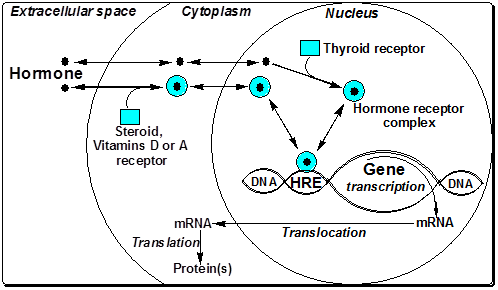 Extracellular space
Cytoplasm
Nucleus
Thyroid receptor
Hormone
Hormone receptor
complex
Steroid,
Vitamins D or A
receptor
DNA
HRE
Gene
transcription
DNA
mRNA
Translocation
mRNA
Translation
Protein(s)